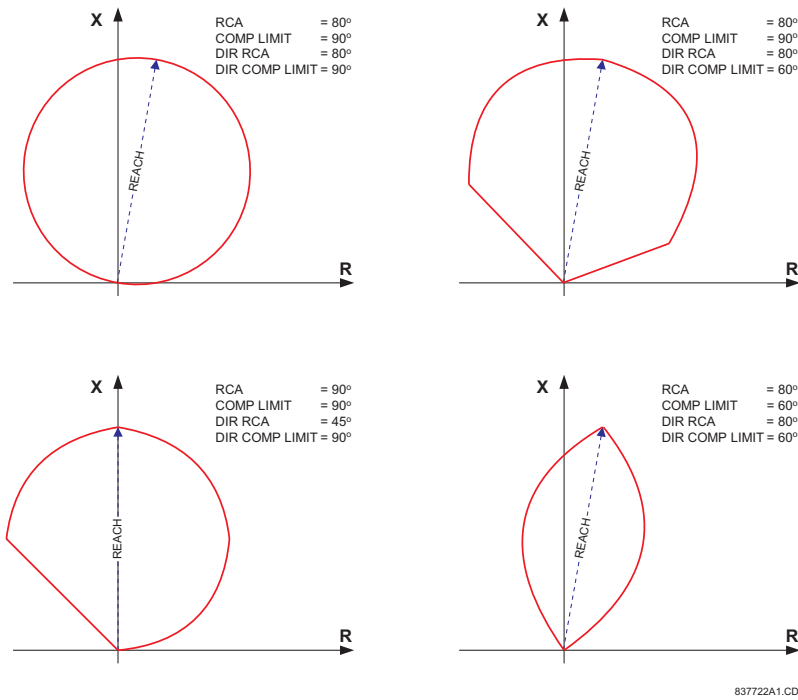 X
RCA = 80º
COMP LIMIT = 90º
DIR RCA = 80º
DIR COMP LIMIT = 90º
REACH
R
X
RCA = 80º
COMP LIMIT = 90º
DIR RCA = 80º
DIR COMP LIMIT = 60º
REACH
R
X
RCA = 90º
COMP LIMIT = 90º
DIR RCA = 45º
DIR COMP LIMIT = 90º
REACH
R
X
RCA = 80º
COMP LIMIT = 60º
DIR RCA = 80º
DIR COMP LIMIT = 60º
REACH
R
837722A1.CD